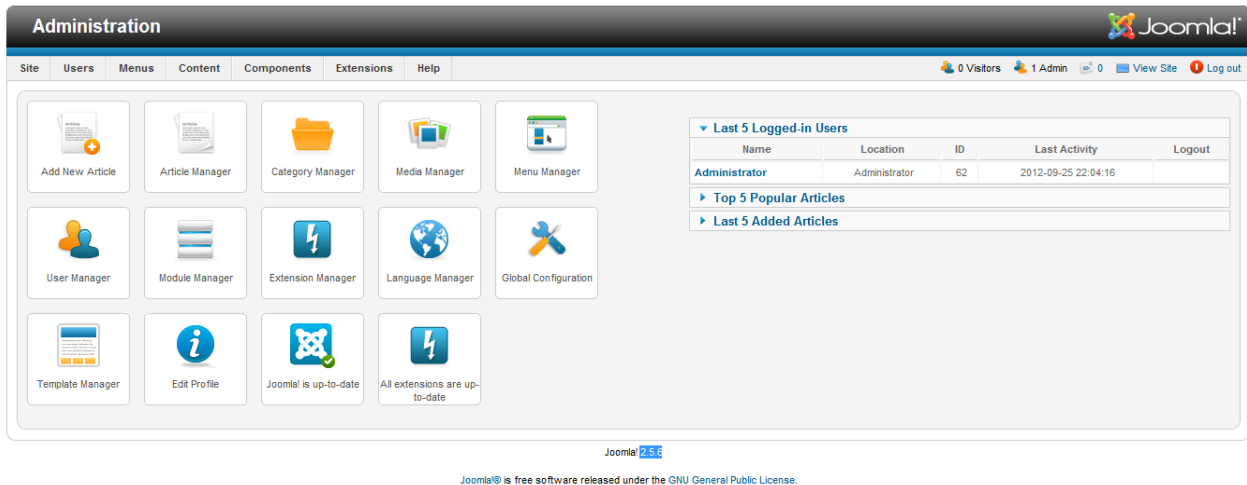 Administration
Joomla!
Site Users Menus Content Components Extensions Help
0 Visitors 1 Admin 0 View Site Log out
Add New Article Article Manager Category Manager Media Manager Menu Manager
User Manager Module Manager Extension Manager Language Manager Global Configuration
Template Manager Edit Profile Joomla! is up-to-date All extensions are up-
to-date
Last 5 Logged-in Users
Name Location ID Last Activity Logout
Administrator Administrator 62 2012-09-25 22:04:16
Top 5 Popular Articles
Last 5 Added Articles
Joomla! 2.5.6
Joomla!® is free software released under the GNU General Public License.